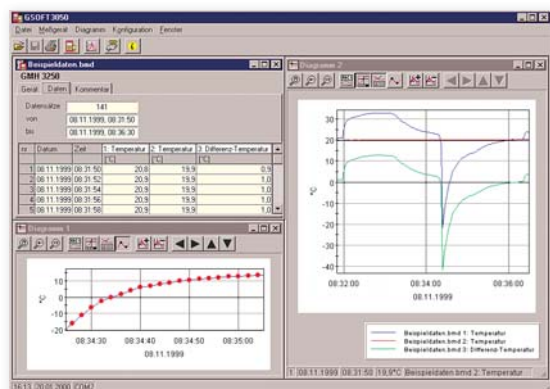 GSOFT3050
Datei Meßgerät Diagramm Konfiguration Fenster
Beispieldaten.bmd
GMH 3250
Gerät Daten Kommentar
Datensätze 141
von 08.11.1999, 08:31:50
bis 08.11.1999, 08:36:30
nr Datum Zeit 1: Temperatur 2: Temperatur 3: Differenz-Temperatur
[°C] [°C] [°C]
1 08.11.1999 08:31:50 20,8 19,9 0,9
2 08.11.1999 08:31:52 20,9 19,9 1,0
3 08.11.1999 08:31:54 20,9 19,9 1,0
4 08.11.1999 08:31:56 20,9 19,9 1,0
5 08.11.1999 08:31:58 20,9 19,9 1,0
Diagramm 1
°C
10
0
-10
-20
08:34:30 08:34:40 08:34:50 08:35:00
08.11.1999
Diagramm 2
°C
30
20
10
0
-10
-20
-30
-40
08:32:00 08:34:00 08:36:00
08.11.1999
Beispieldaten.bmd 1: Temperatur
Beispieldaten.bmd 2: Temperatur
Beispieldaten.bmd 3: Differenz-Temperatur
1 08.11.1999 08:31:50 19,9°C Beispieldaten.bmd 2: Temperatur
16:13 20.01.2000 COM2